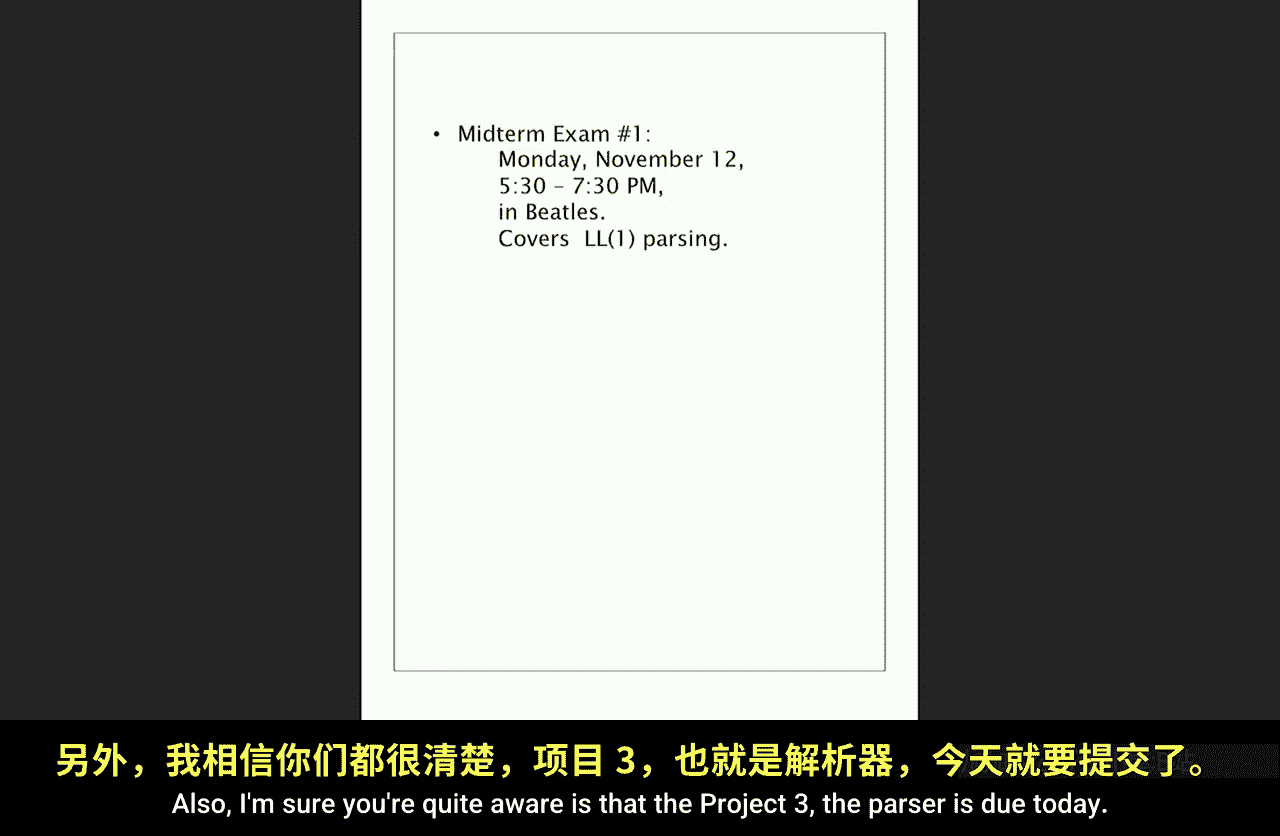 • Midterm Exam #1:
Monday, November 12,
5:30 – 7:30 PM,
in Beatles.
Covers LL(1) parsing.
另外，我相信你们都很清楚，项目 3，也就是解析器，今天就要提交了。
Also, I'm sure you're quite aware is that the Project 3, the parser is due today.